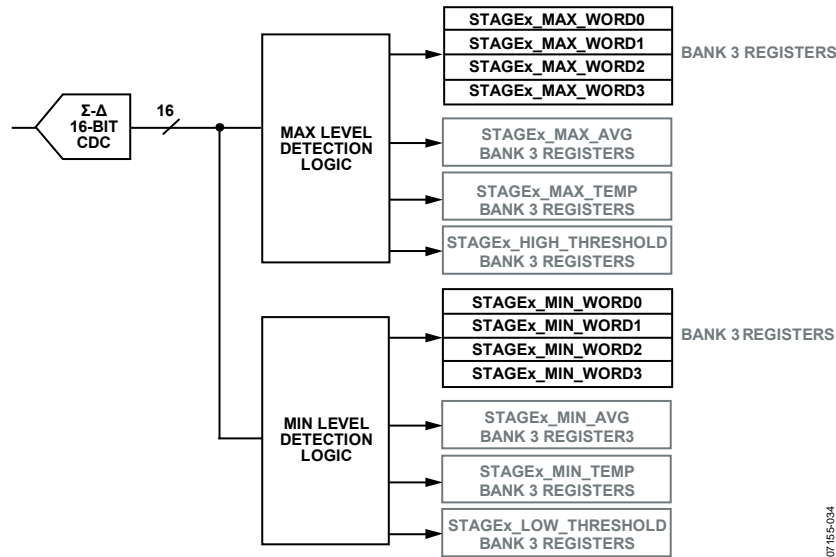 Σ-Δ
16-BIT
CDC
16
MAX LEVEL
DETECTION
LOGIC
STAGEx_MAX_WORD0
STAGEx_MAX_WORD1
STAGEx_MAX_WORD2
STAGEx_MAX_WORD3
BANK 3 REGISTERS
STAGEx_MAX_AVG
BANK 3 REGISTERS
STAGEx_MAX_TEMP
BANK 3 REGISTERS
STAGEx_HIGH_THRESHOLD
BANK 3 REGISTERS
MIN LEVEL
DETECTION
LOGIC
STAGEx_MIN_WORD0
STAGEx_MIN_WORD1
STAGEx_MIN_WORD2
STAGEx_MIN_WORD3
BANK 3 REGISTERS
STAGEx_MIN_AVG
BANK 3 REGISTER3
STAGEx_MIN_TEMP
BANK 3 REGISTERS
STAGEx_LOW_THRESHOLD
BANK 3 REGISTERS
07155-034